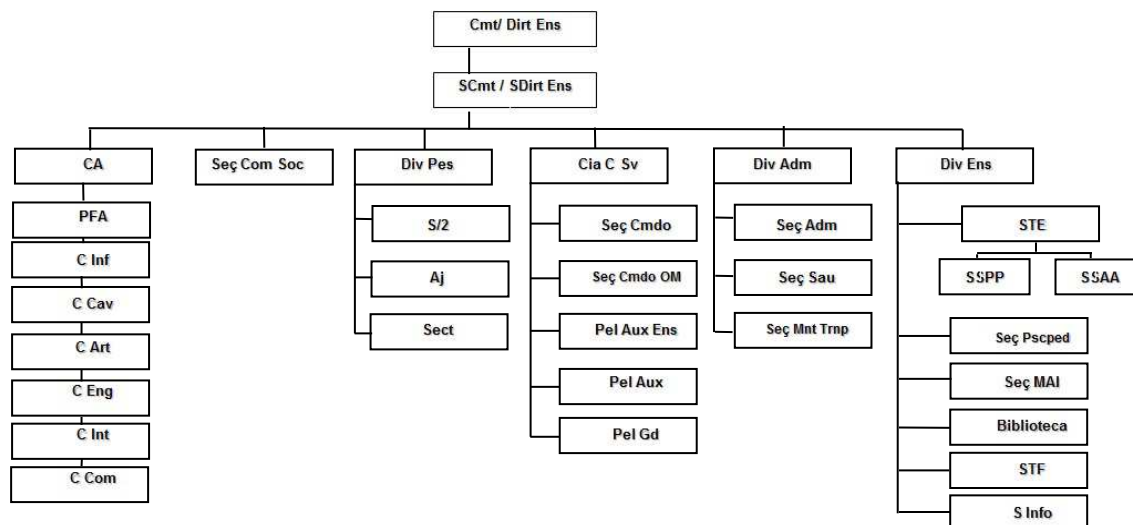 Cmt/ Dirt Ens
SCmt / SDirt Ens
CA
Seç Com Soc
Div Pes
Cia C Sv
Div Adm
Div Ens
PFA
C Inf
C Cav
C Art
C Eng
C Int
C Com
S/2
Aj
Sect
Seç Cmdo
Seç Cmdo OM
Pel Aux Ens
Pel Aux
Pel Gd
Seç Adm
Seç Sau
Seç Mnt Trnp
STE
SSPP
SSAA
Seç Pscped
Seç MAI
Biblioteca
STF
S Info